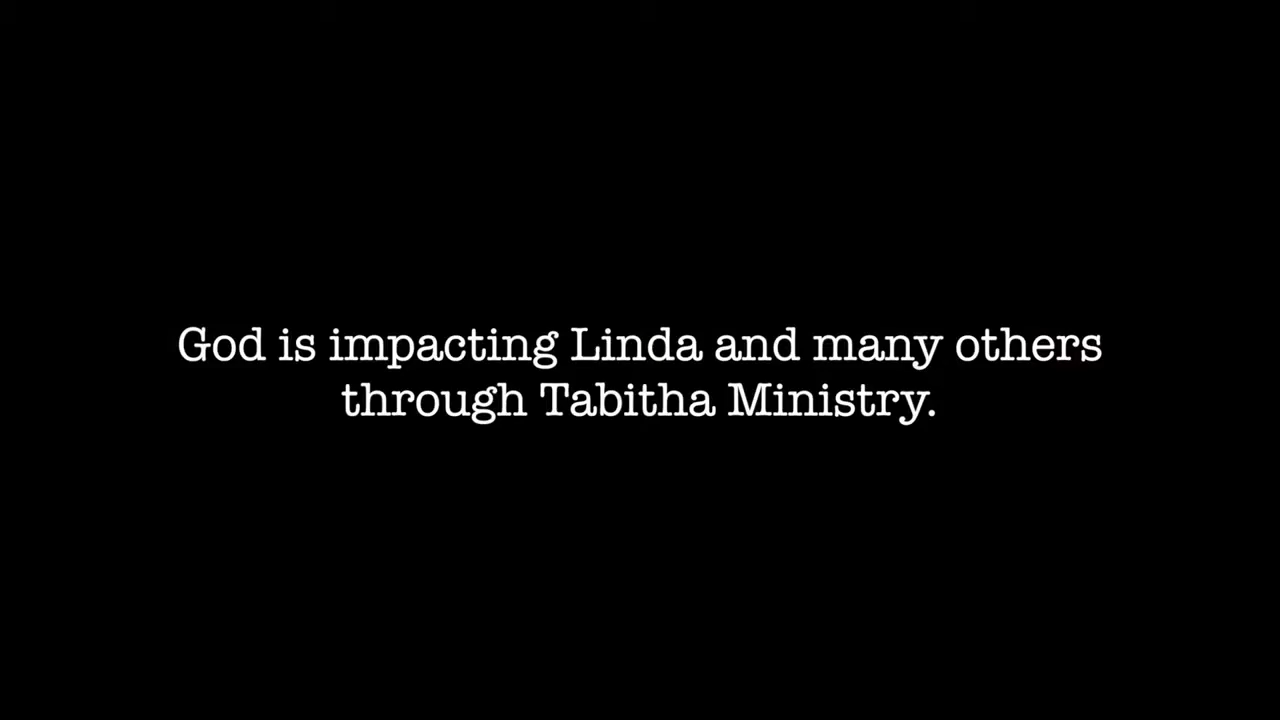 God is impacting Linda and many others
through Tabitha Ministry.